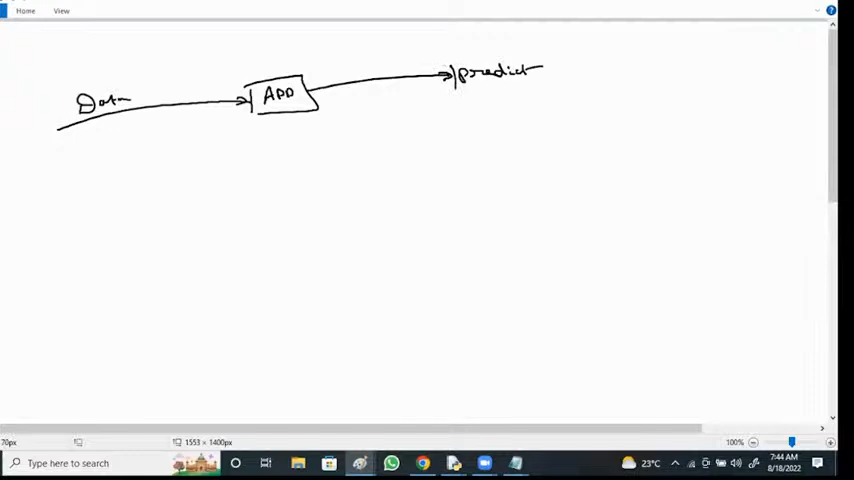 Home View
Data APP predict
70px 1553 × 1400px 100%
Type here to search 23°C 7:44 AM
8/18/2022